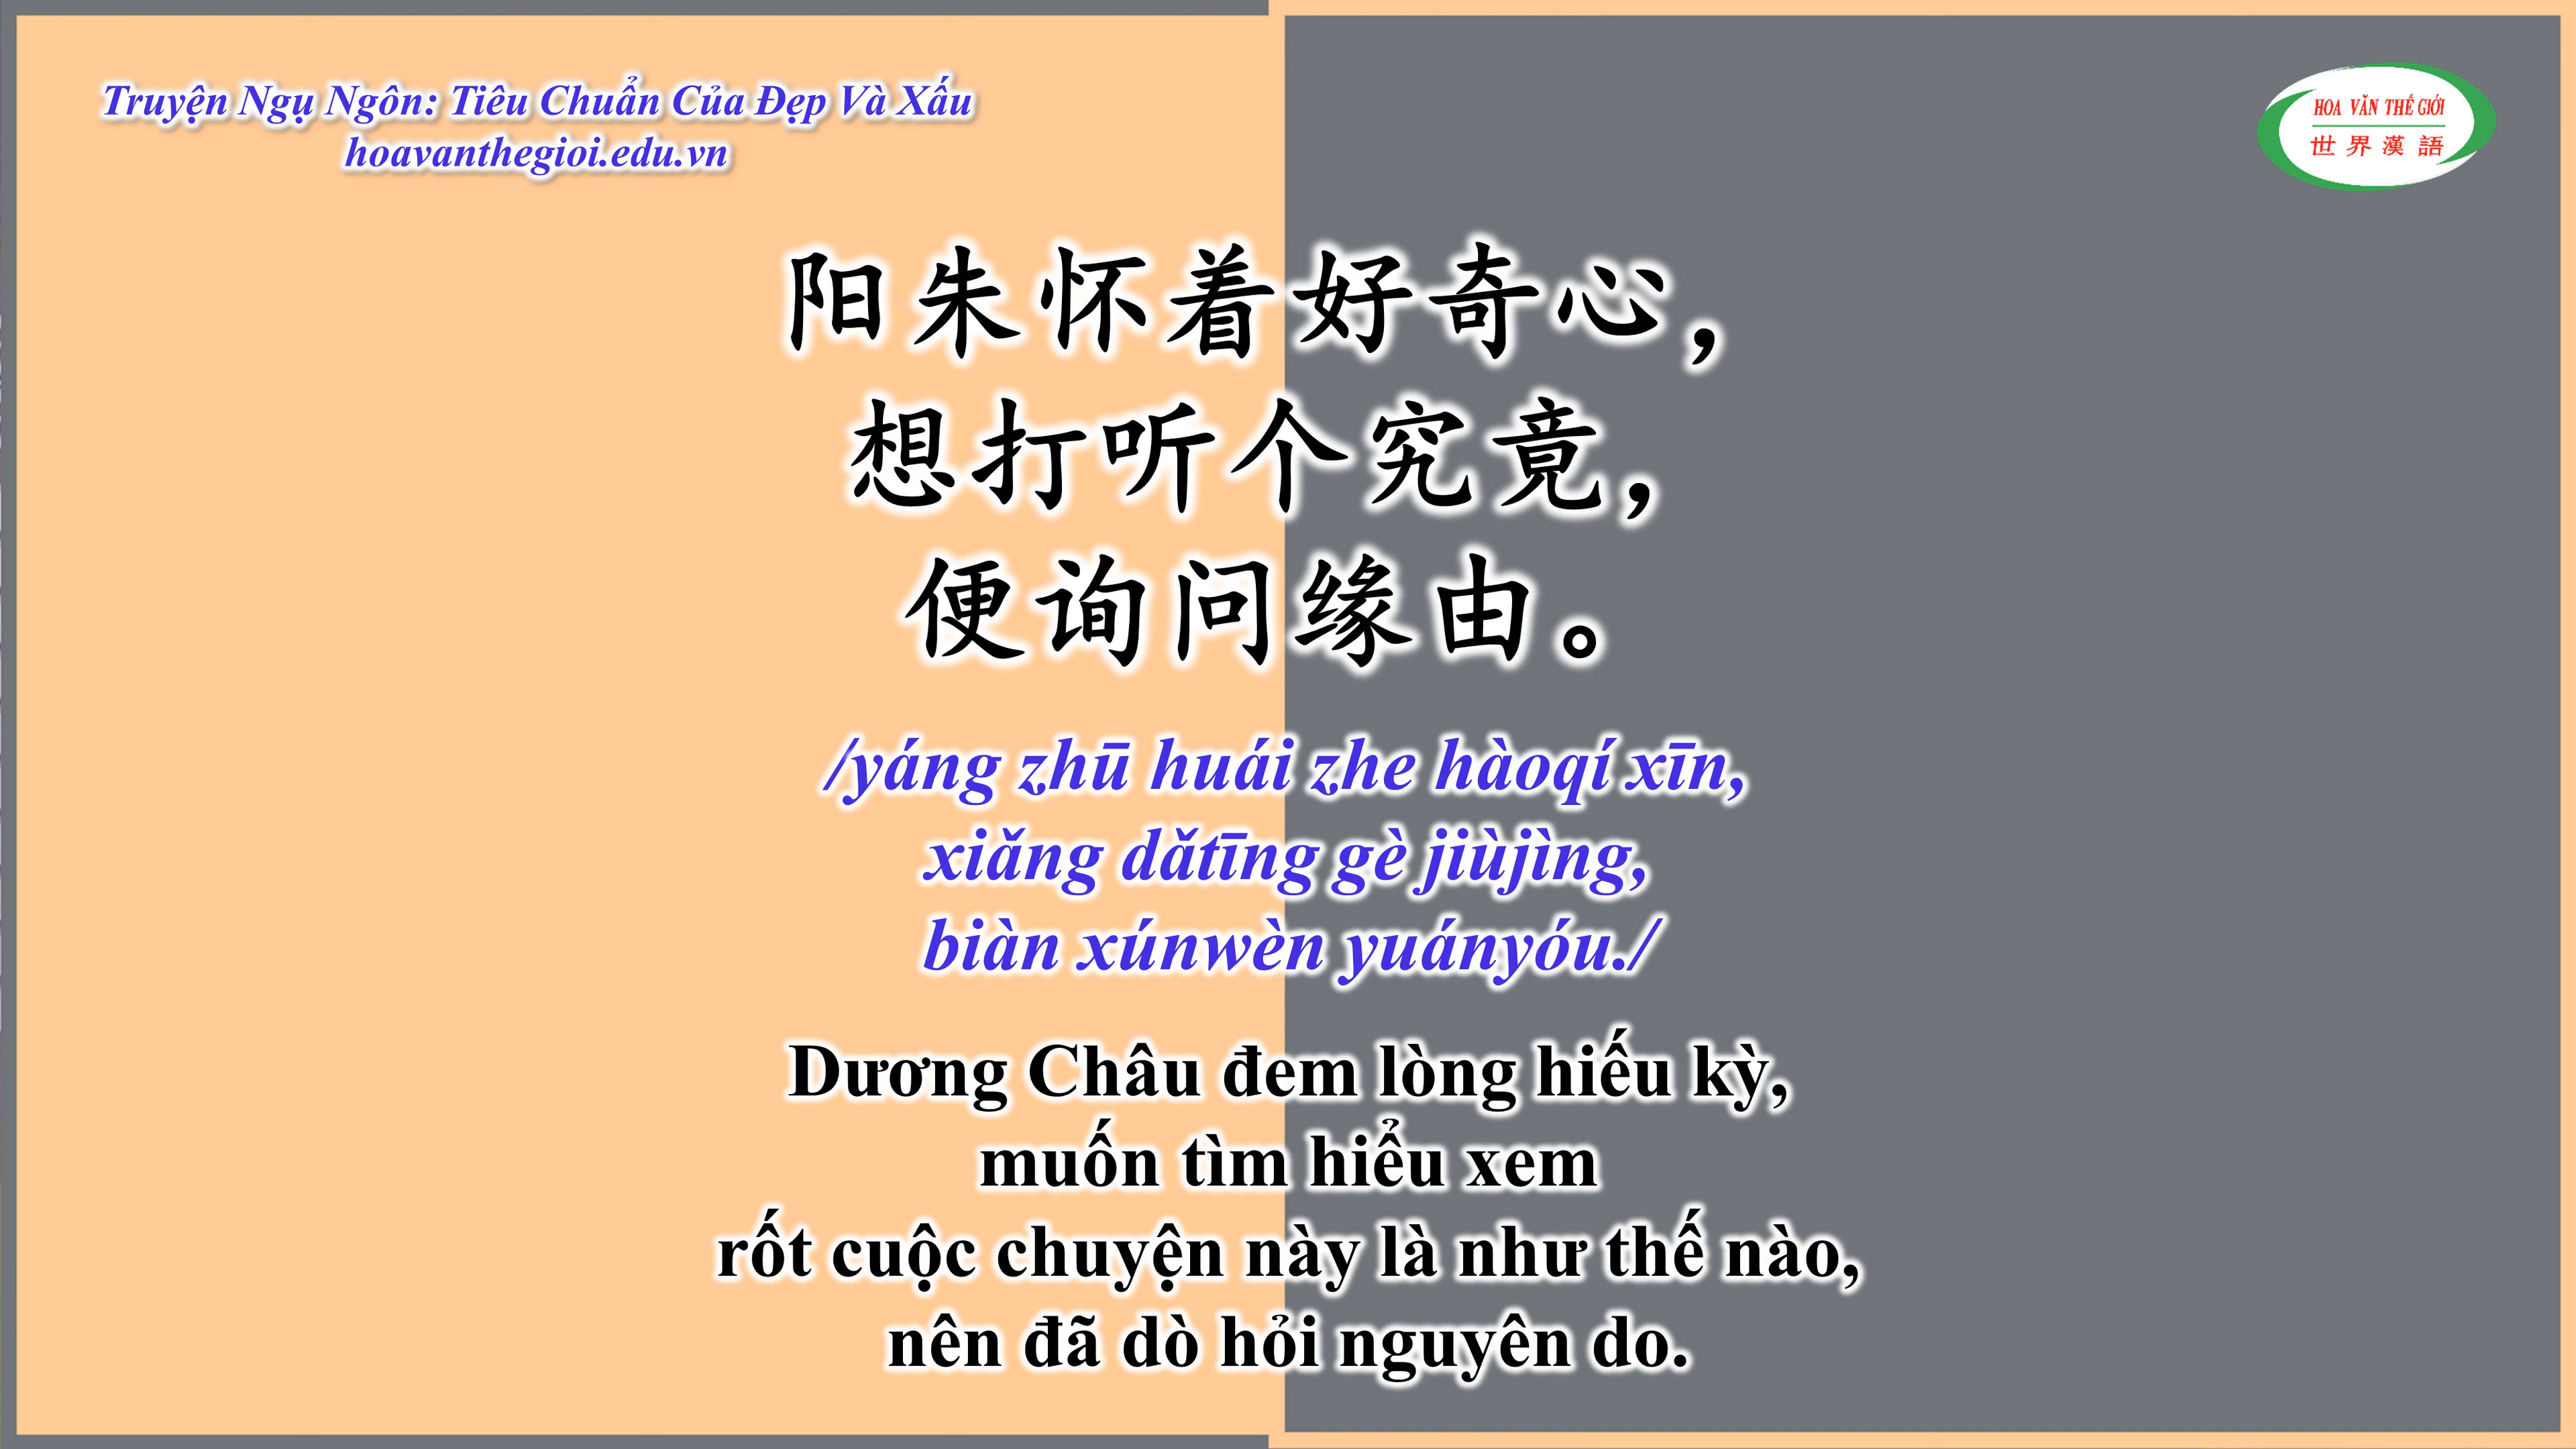 Truyện Ngụ Ngôn: Tiêu Chuẩn Của Đẹp Và Xấu
hoavanthegioi.edu.vn
HOA VĂN THẾ GIỚI
世界漢語
阳朱怀着好奇心，
想打听个究竟，
便询问缘由。
/yáng zhū huái zhe hàoqí xīn,
xiǎng dǎtīng gè jiùjìng,
biàn xúnwèn yuányóu./
Dương Châu đem lòng hiếu kỳ,
muốn tìm hiểu xem
rốt cuộc chuyện này là như thế nào,
nên đã dò hỏi nguyên do.